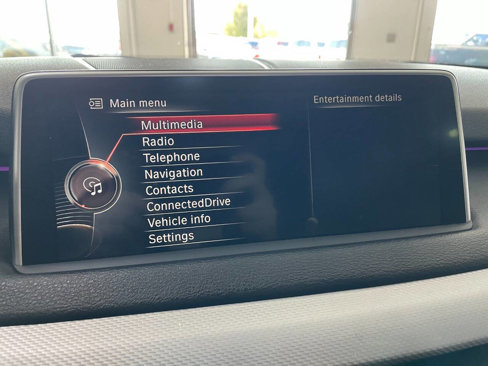 Main menu
Entertainment details
Multimedia
Radio
Telephone
Navigation
Contacts
ConnectedDrive
Vehicle info
Settings